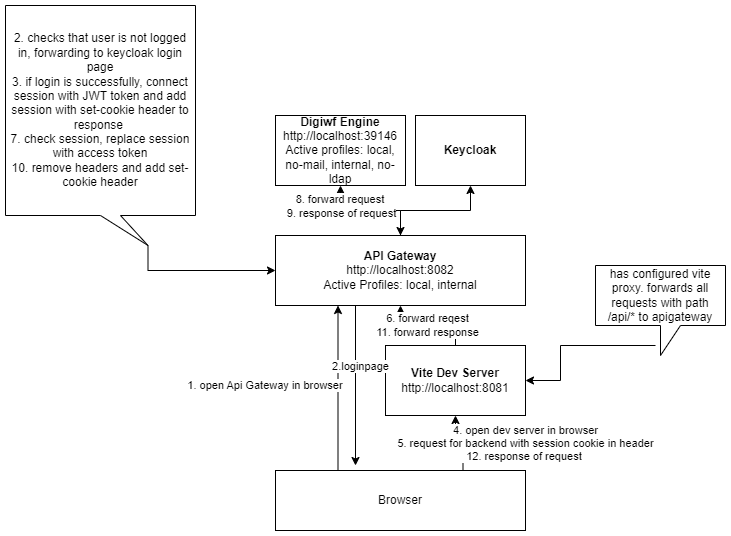 2. checks that user is not logged
in, forwarding to keycloak login
page
3. if login is successfully, connect
session with JWT token and add
session with set-cookie header to
response
7. check session, replace session
with access token
10. remove headers and add set-
cookie header
Digiwf Engine
http://localhost:39146
Active profiles: local,
no-mail, internal, no-
ldap
Keycloak
8. forward request
9. response of request
API Gateway
http://localhost:8082
Active Profiles: local, internal
has configured vite
proxy. forwards all
requests with path
/api/* to apigateway
6. forward reqest
11. forward response
2.loginpage
1. open Api Gateway in browser
Vite Dev Server
http://localhost:8081
4. open dev server in browser
5. request for backend with session cookie in header
12. response of request
Browser